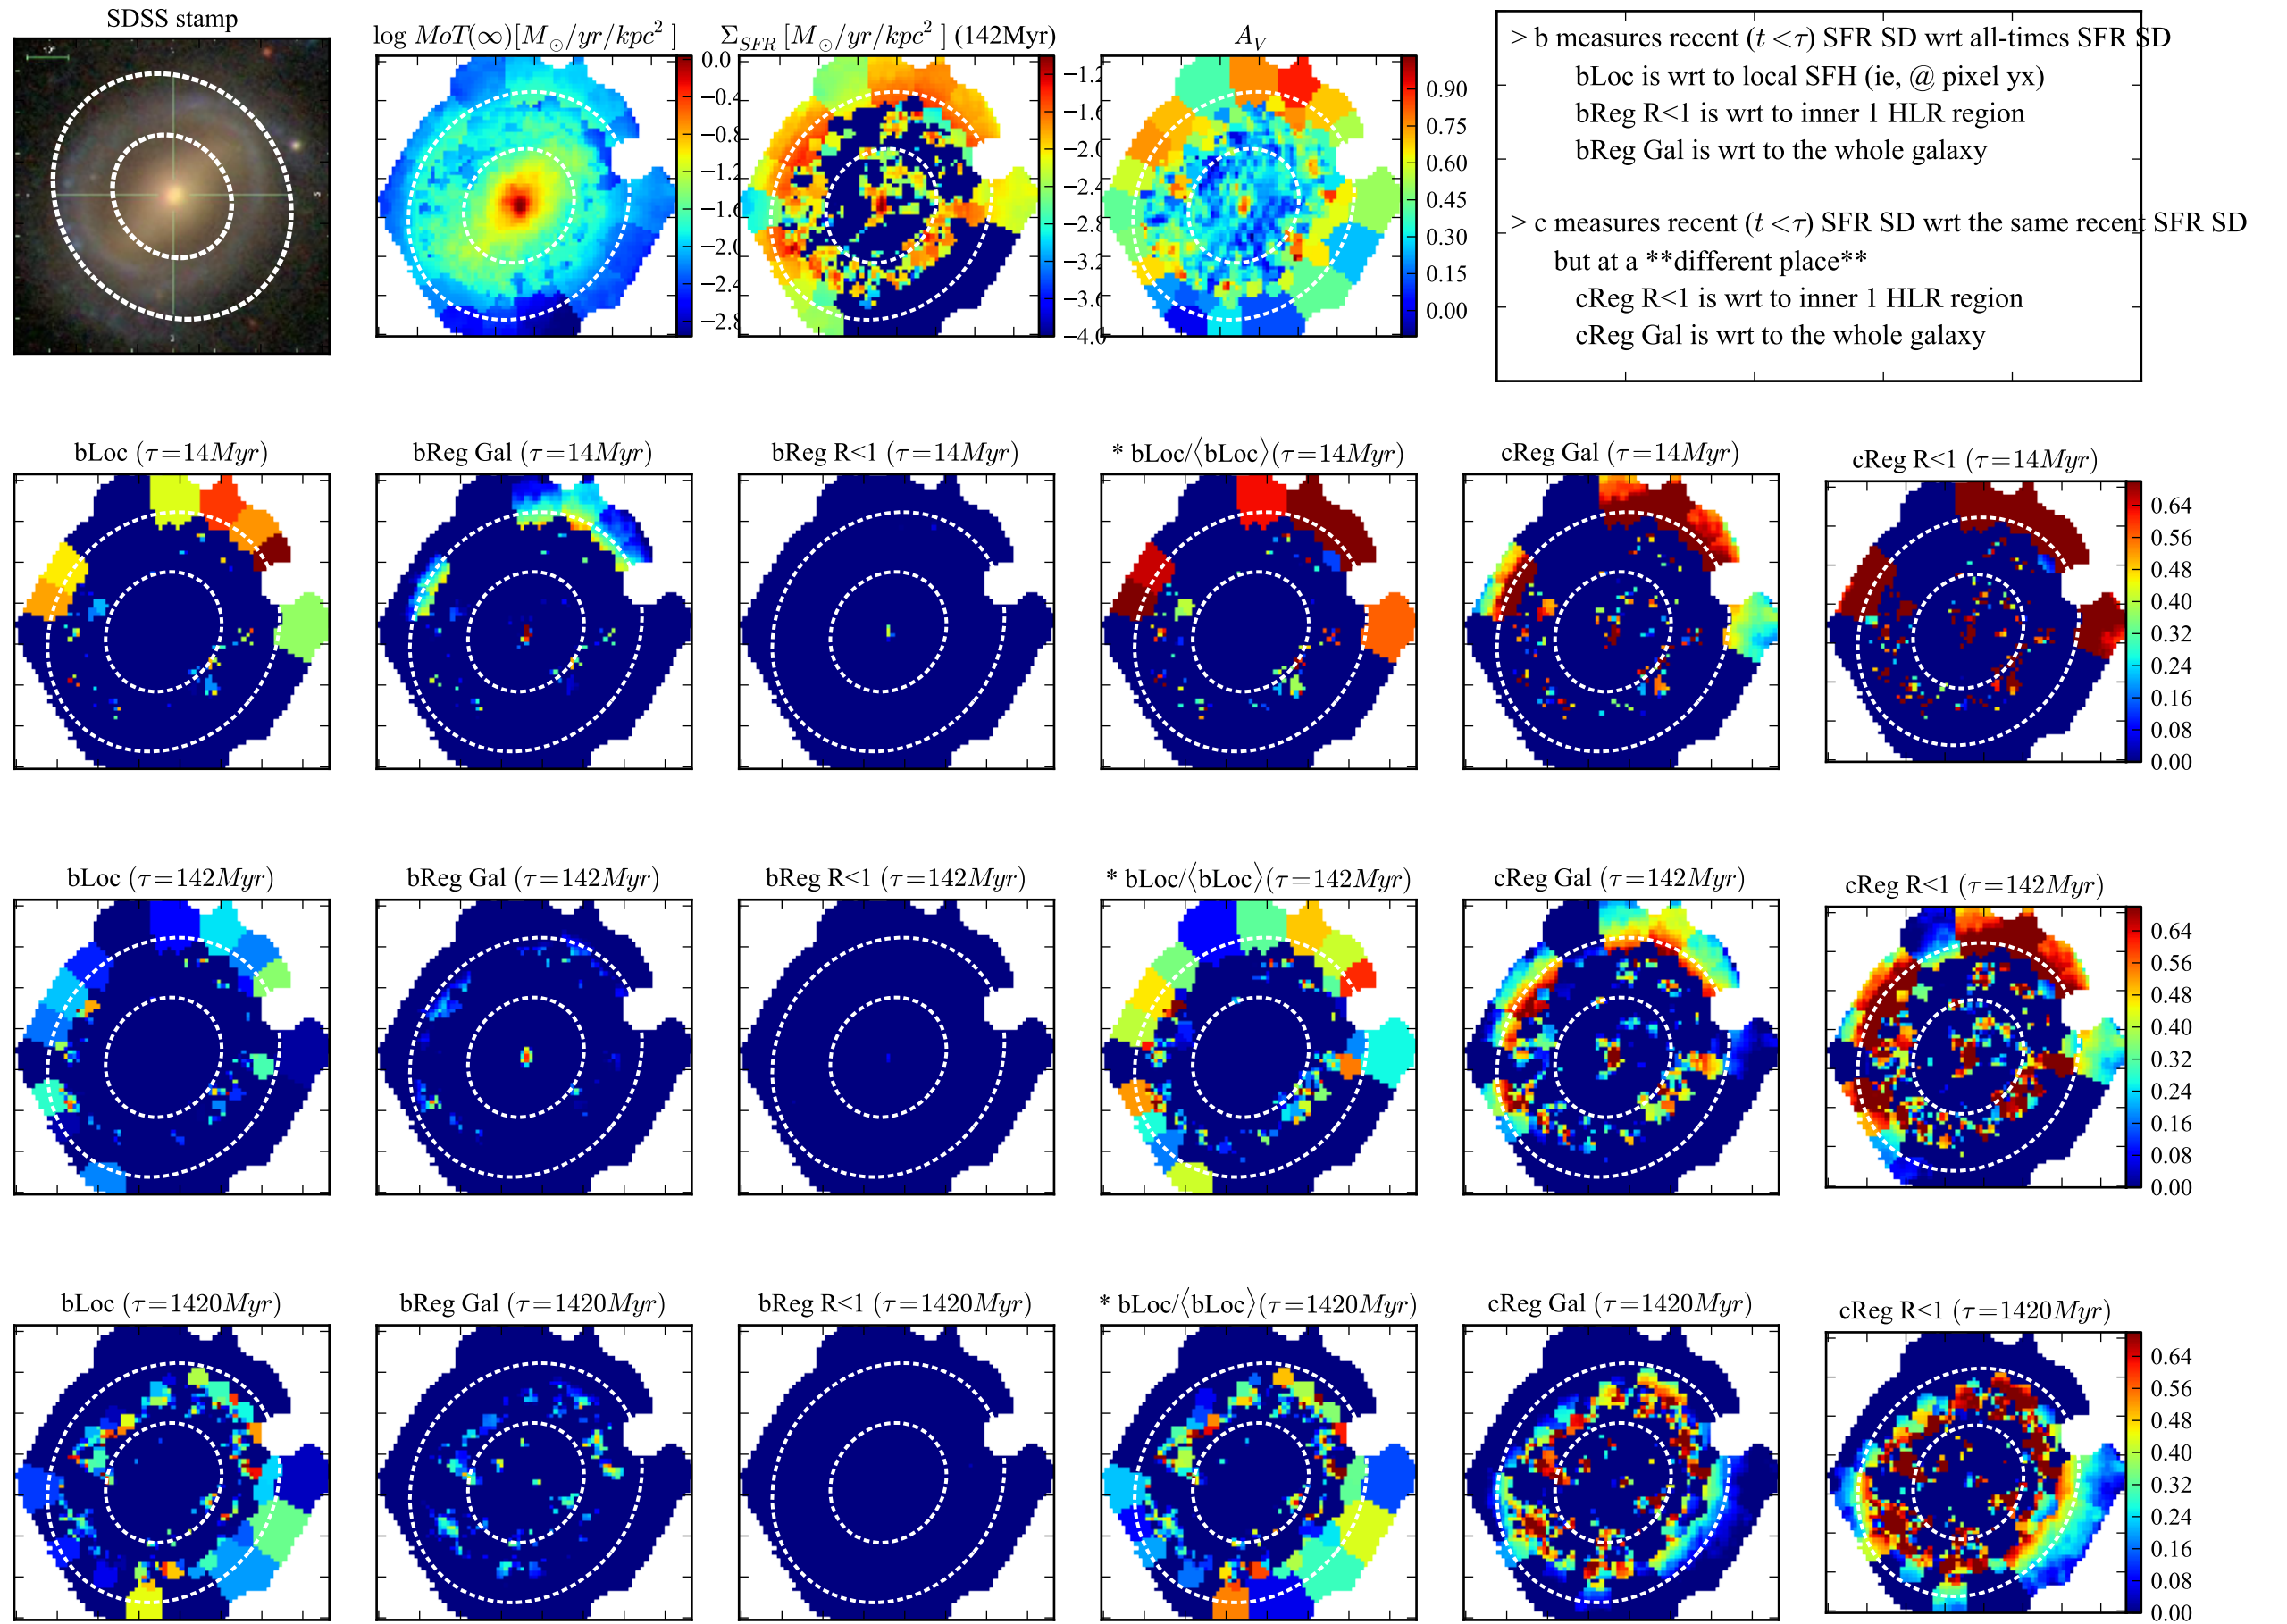 SDSS stamp
log MoT(∞)[M⊙/yr/kpc² ]
Σ_SFR [M⊙/yr/kpc² ] (142Myr)
A_V
0.0
−0.4
−0.8
−1.2
−1.6
−2.0
−2.4
−2.8
−1.2
−1.6
−2.0
−2.4
−2.8
−3.2
−3.6
−4.0
0.90
0.75
0.60
0.45
0.30
0.15
0.00
> b measures recent (t <τ) SFR SD wrt all-times SFR SD
bLoc is wrt to local SFH (ie, @ pixel yx)
bReg R<1 is wrt to inner 1 HLR region
bReg Gal is wrt to the whole galaxy
> c measures recent (t <τ) SFR SD wrt the same recent SFR SD
but at a **different place**
cReg R<1 is wrt to inner 1 HLR region
cReg Gal is wrt to the whole galaxy
bLoc (τ=14Myr)
bReg Gal (τ=14Myr)
bReg R<1 (τ=14Myr)
* bLoc/⟨bLoc⟩(τ=14Myr)
cReg Gal (τ=14Myr)
cReg R<1 (τ=14Myr)
0.64
0.56
0.48
0.40
0.32
0.24
0.16
0.08
0.00
bLoc (τ=142Myr)
bReg Gal (τ=142Myr)
bReg R<1 (τ=142Myr)
* bLoc/⟨bLoc⟩(τ=142Myr)
cReg Gal (τ=142Myr)
cReg R<1 (τ=142Myr)
0.64
0.56
0.48
0.40
0.32
0.24
0.16
0.08
0.00
bLoc (τ=1420Myr)
bReg Gal (τ=1420Myr)
bReg R<1 (τ=1420Myr)
* bLoc/⟨bLoc⟩(τ=1420Myr)
cReg Gal (τ=1420Myr)
cReg R<1 (τ=1420Myr)
0.64
0.56
0.48
0.40
0.32
0.24
0.16
0.08
0.00